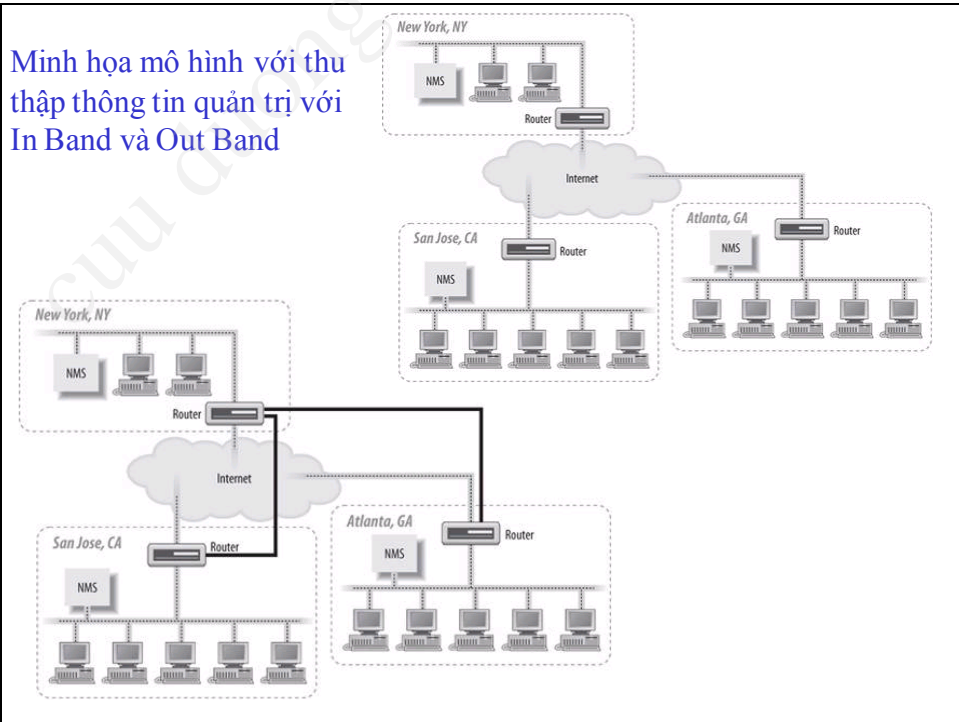 Minh họa mô hình với thu
thập thông tin quản trị với
In Band và Out Band
New York, NY
NMS
Router
Internet
San Jose, CA
Router
NMS
Atlanta, GA
Router
NMS
New York, NY
NMS
Router
Internet
San Jose, CA
Router
NMS
Atlanta, GA
Router
NMS
cuu duong